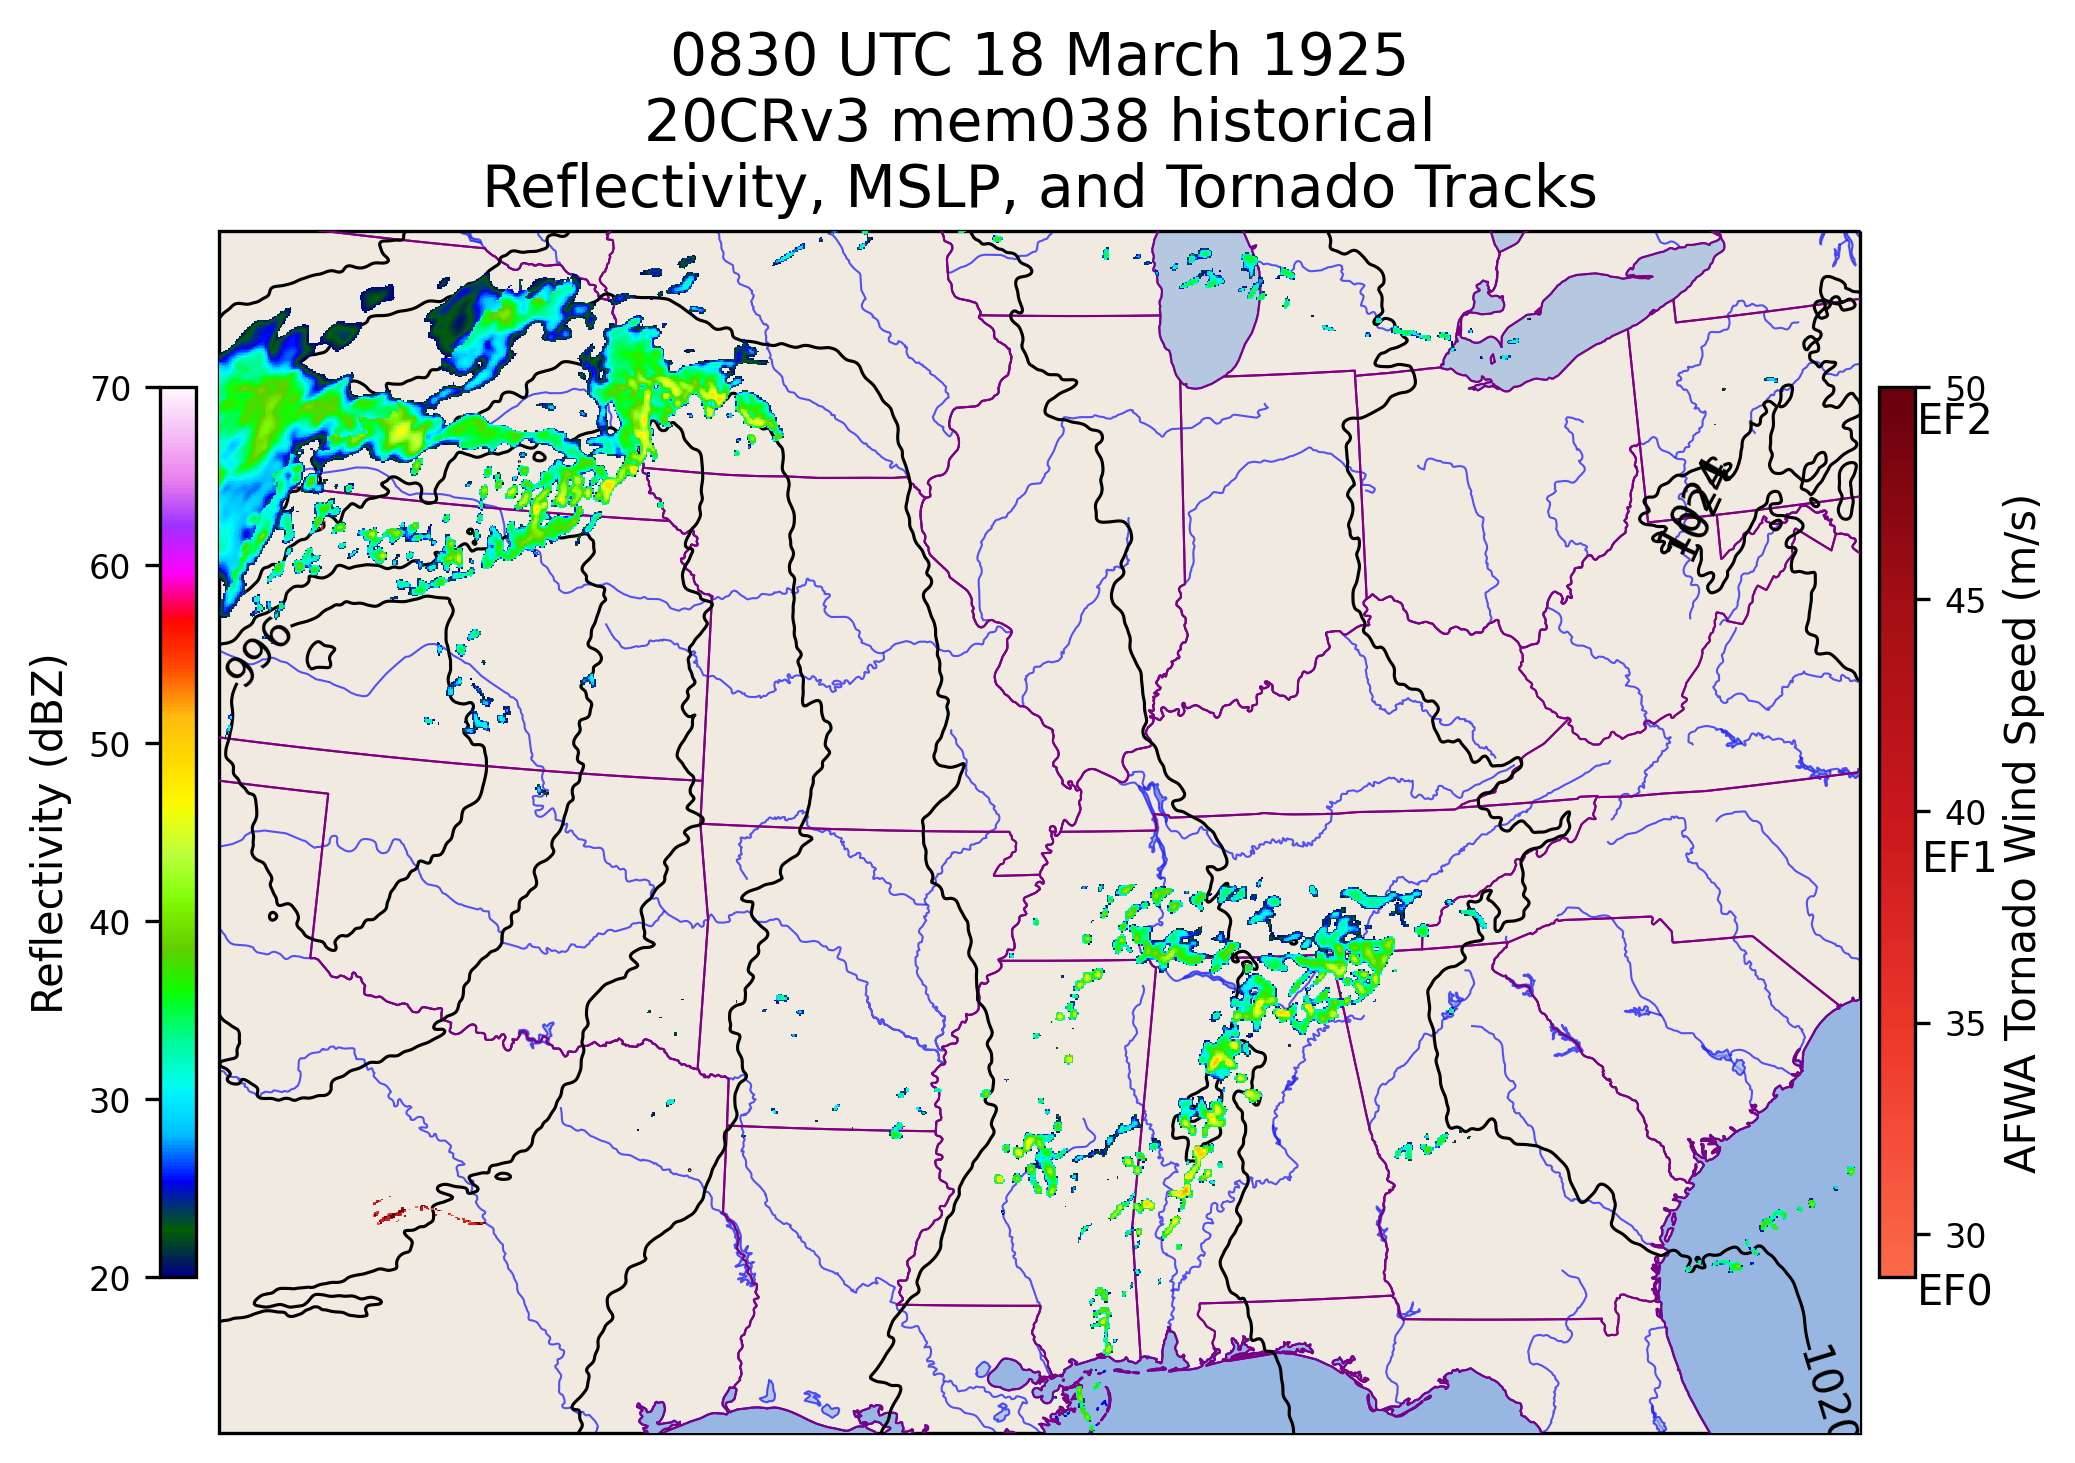 0830 UTC 18 March 1925
20CRv3 mem038 historical
Reflectivity, MSLP, and Tornado Tracks
Reflectivity (dBZ)
70
60
50
40
30
20
996
1024
1020
50
EF2
45
40
EF1
35
30
EF0
AFWA Tornado Wind Speed (m/s)